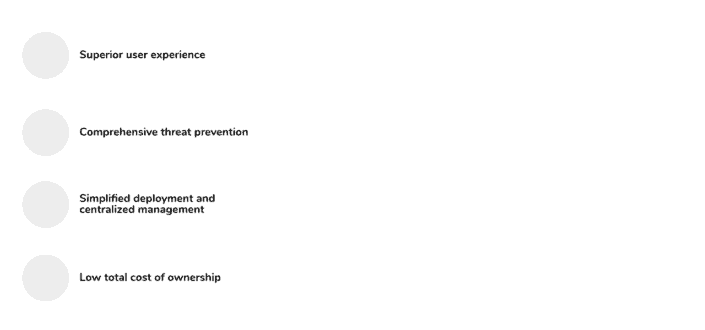 Superior user experience
Comprehensive threat prevention
Simplified deployment and
centralized management
Low total cost of ownership